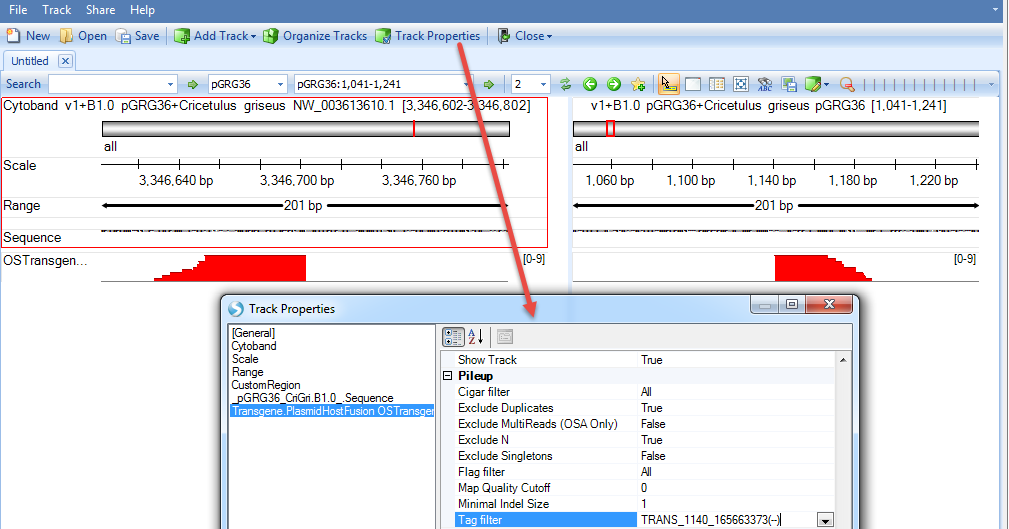 File Track Share Help
New Open Save Add Track Organize Tracks Track Properties Close
Untitled
Search pGRG36 pGRG36:1,041-1,241 2 ABC
Cytoband v1+B1.0 pGRG36+Cricetulus griseus NW_003613610.1 [3,346,602-3,346,802] v1+B1.0 pGRG36+Cricetulus griseus pGRG36 [1,041-1,241]
all all
Scale
3,346,640 bp 3,346,700 bp 3,346,760 bp 1,060 bp 1,100 bp 1,140 bp 1,180 bp 1,220 bp
Range 201 bp 201 bp
Sequence
OSTransgen... [0-9] [0-9]
Track Properties
[General]
Cytoband
Scale
Range
CustomRegion
_pGRG36_CriGri.B1.0_.Sequence
Transgene.PlasmidHostFusion OSTransger
A
Z
Show Track True
Pileup
Cigar filter All
Exclude Duplicates True
Exclude MultiReads (OSA Only) False
Exclude N True
Exclude Singletons False
Flag filter All
Map Quality Cutoff 0
Minimal Indel Size 1
Tag filter TRANS_1140_165663373(--)